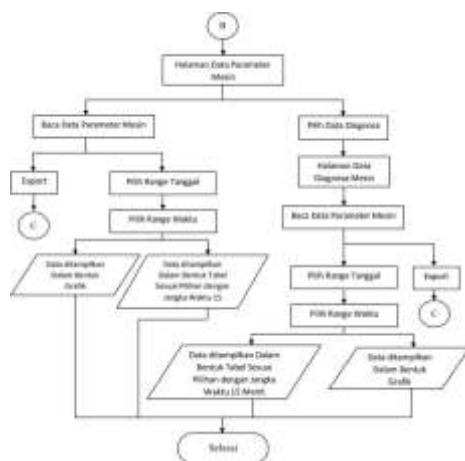 B
Halaman Data Parameter
Mesin
Baca Data Parameter Mesin
Pilih Data Diagnosa
Export
Pilih Range Tanggal
Halaman Data
Diagnosa Mesin
C
Pilih Range Waktu
Baca Data Parameter Mesin
Data ditampilkan
Dalam Bentuk
Grafik
Data ditampilkan
Dalam Bentuk Tabel
Sesuai Pilihan dengan
Jangka Waktu 15
Pilih Range Tanggal
Export
Pilih Range Waktu
C
Data ditampilkan Dalam
Bentuk Tabel Sesuai
Pilihan dengan Jangka
Waktu 15 Menit.
Data ditampilkan
Dalam Bentuk
Grafik
Selesai